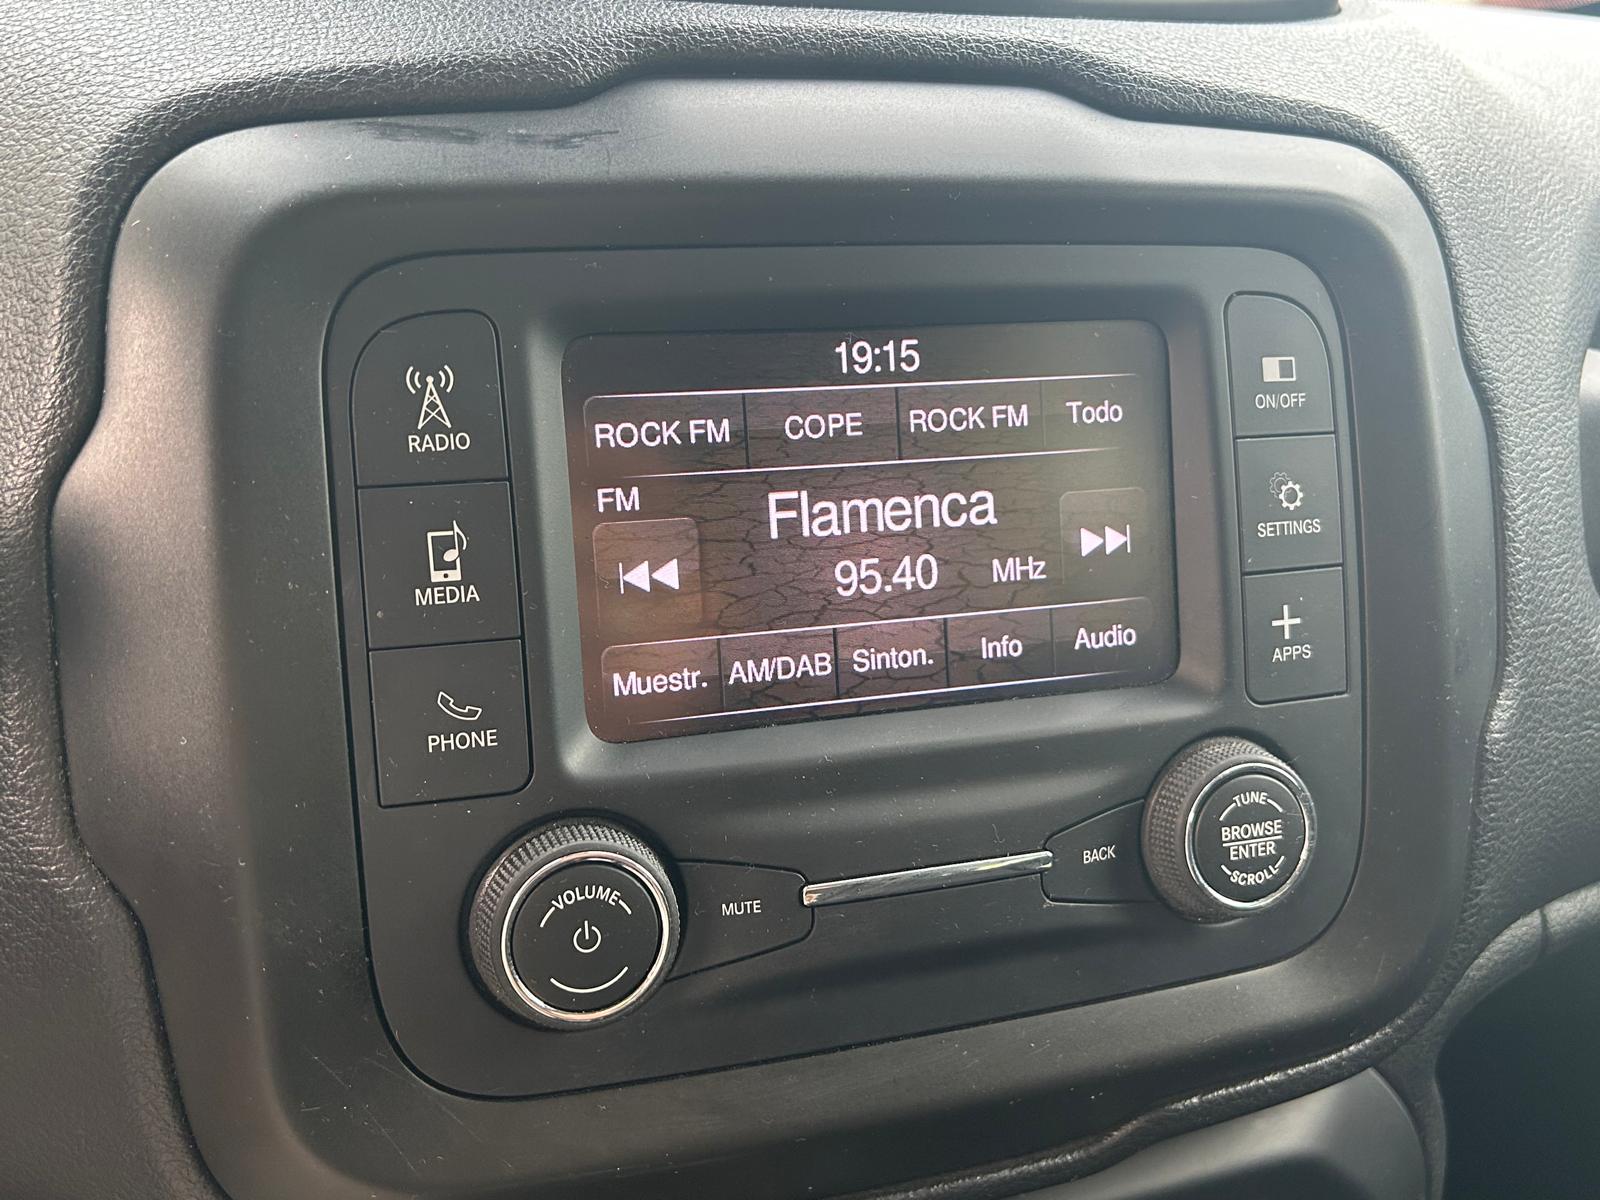 19:15
ROCK FM COPE ROCK FM Todo
FM
Flamenca
95.40 MHz
Muestr. AM/DAB Sinton. Info Audio
RADIO
MEDIA
PHONE
ON/OFF
SETTINGS
APPS
VOLUME
MUTE
BACK
TUNE
BROWSE
ENTER
SCROLL